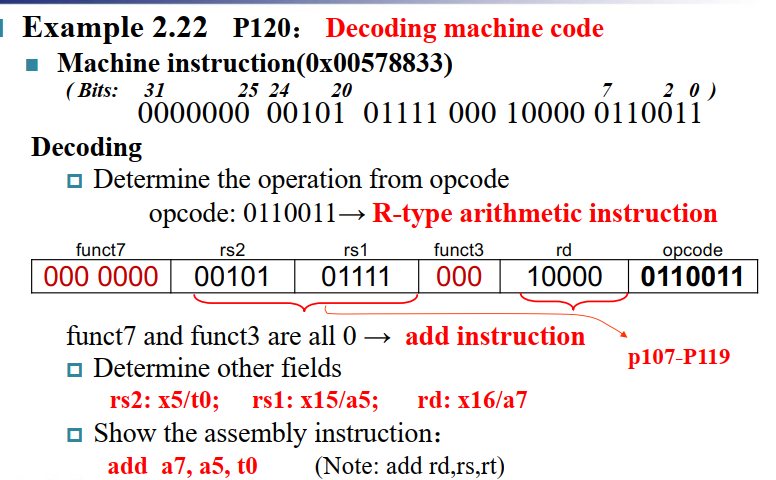 Example 2.22 P120： Decoding machine code
Machine instruction(0x00578833)
( Bits: 31 25 24 20 7 2 0 )
0000000 00101 01111 000 10000 0110011
Decoding
Determine the operation from opcode
opcode: 0110011→ R-type arithmetic instruction
funct7 rs2 rs1 funct3 rd opcode
000 0000 00101 01111 000 10000 0110011
funct7 and funct3 are all 0 → add instruction
p107-P119
Determine other fields
rs2: x5/t0; rs1: x15/a5; rd: x16/a7
Show the assembly instruction：
add a7, a5, t0 (Note: add rd,rs,rt)